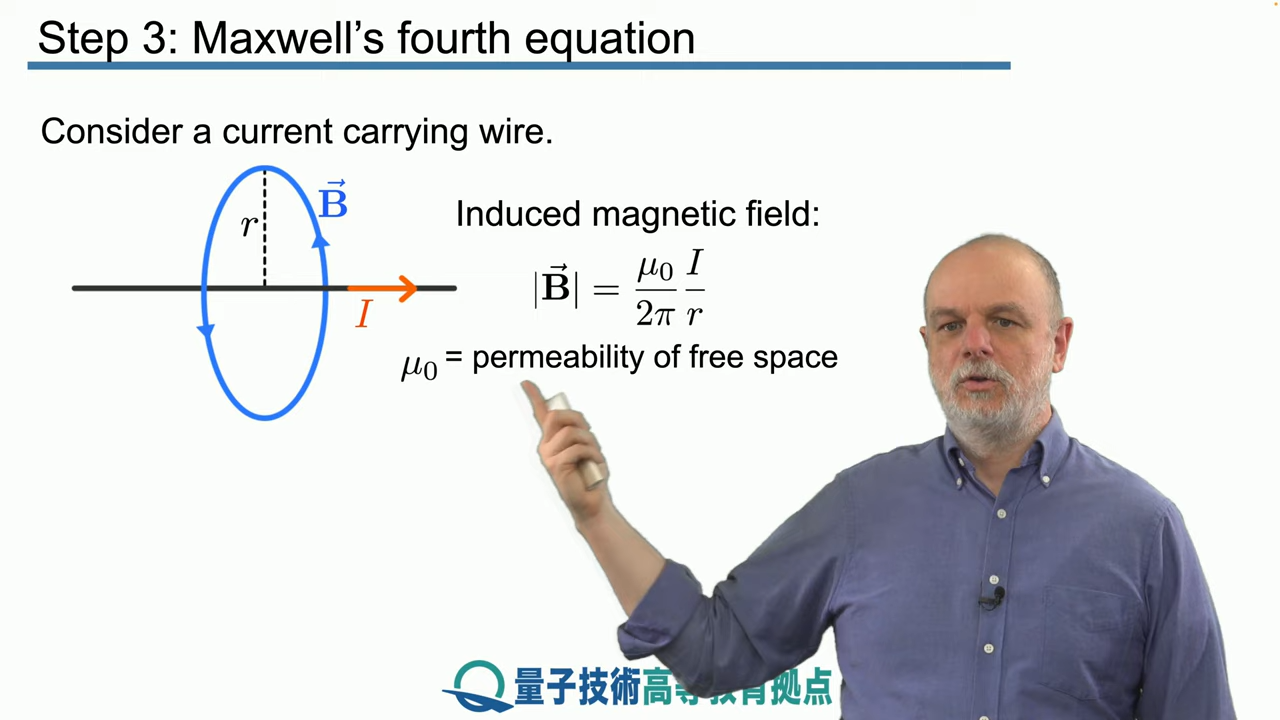 Step 3: Maxwell's fourth equation
Consider a current carrying wire.
r
B⃗
I
Induced magnetic field:
|B⃗| = μ₀/2π I/r
μ₀ = permeability of free space
量子技術高等教育拠点